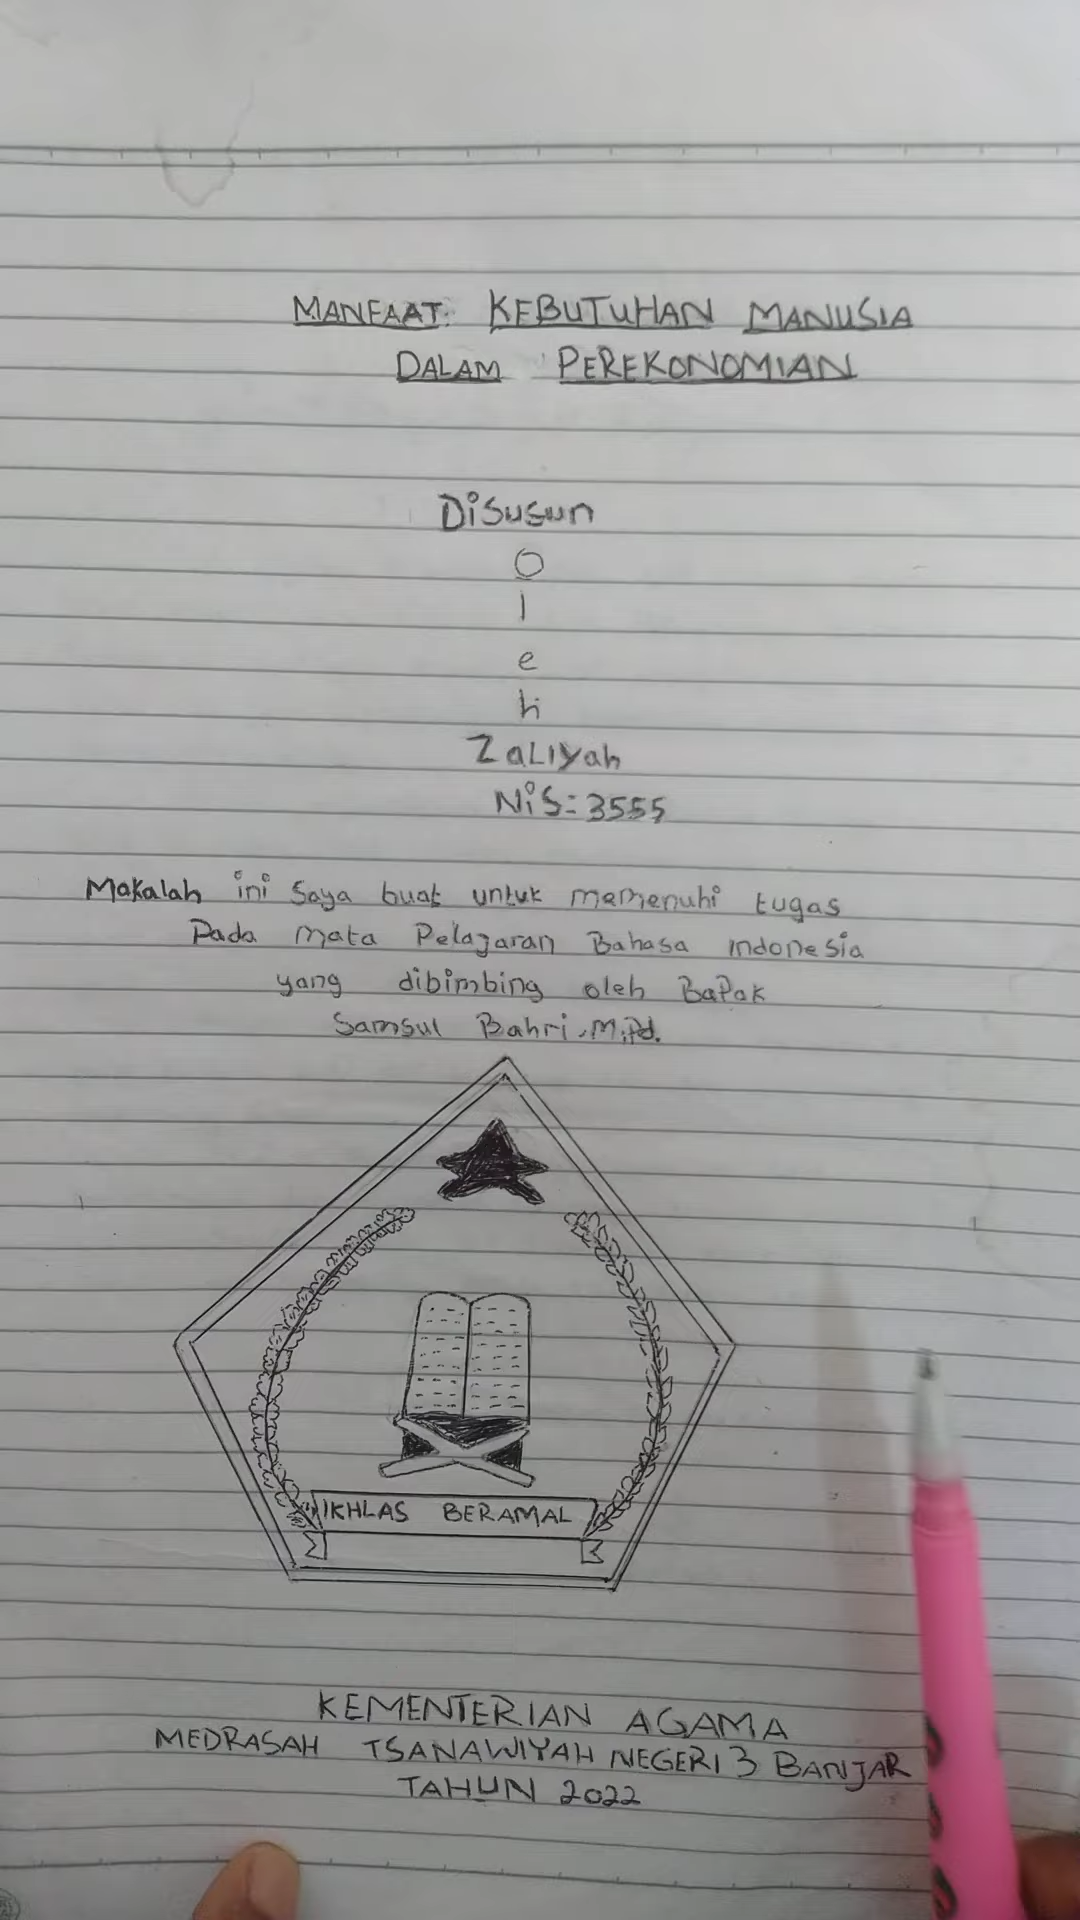 MANFAAT KEBUTUHAN MANUSIA
DALAM PEREKONOMIAN
Disusun
O
l
e
h
Zaliyah
NIS: 3555
Makalah ini saya buat untuk memenuhi tugas
Pada mata Pelajaran Bahasa Indonesia
yang dibimbing oleh BaPak
Samsul Bahri, M.Pd.
IKHLAS BERAMAL
KEMENTERIAN AGAMA
MEDRASAH TSANAWIYAH NEGERI 3 BANJAR
TAHUN 2022